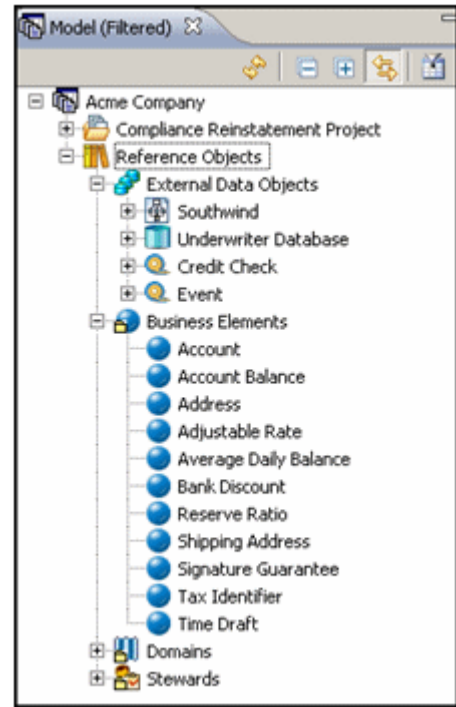 Model (Filtered)
Acme Company
Compliance Reinstatement Project
Reference Objects
External Data Objects
Southwind
Underwriter Database
Credit Check
Event
Business Elements
Account
Account Balance
Address
Adjustable Rate
Average Daily Balance
Bank Discount
Reserve Ratio
Shipping Address
Signature Guarantee
Tax Identifier
Time Draft
Domains
Stewards